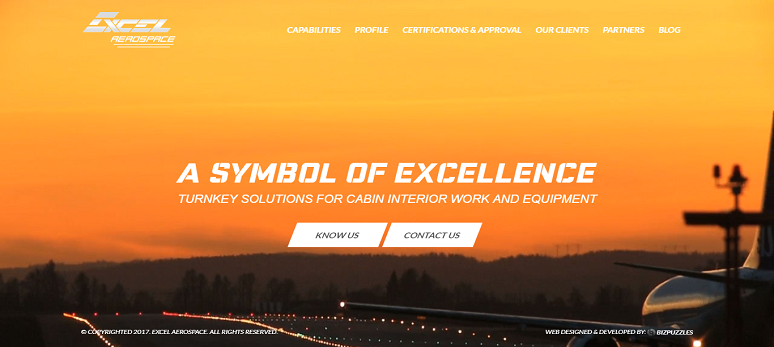 EXCEL
AEROSPACE
CAPABILITIES PROFILE CERTIFICATIONS & APPROVAL OUR CLIENTS PARTNERS BLOG
A SYMBOL OF EXCELLENCE
TURNKEY SOLUTIONS FOR CABIN INTERIOR WORK AND EQUIPMENT
KNOW US CONTACT US
© COPYRIGHTED 2017. EXCEL AEROSPACE. ALL RIGHTS RESERVED. WEB DESIGNED & DEVELOPED BY: BIZPUZZLES